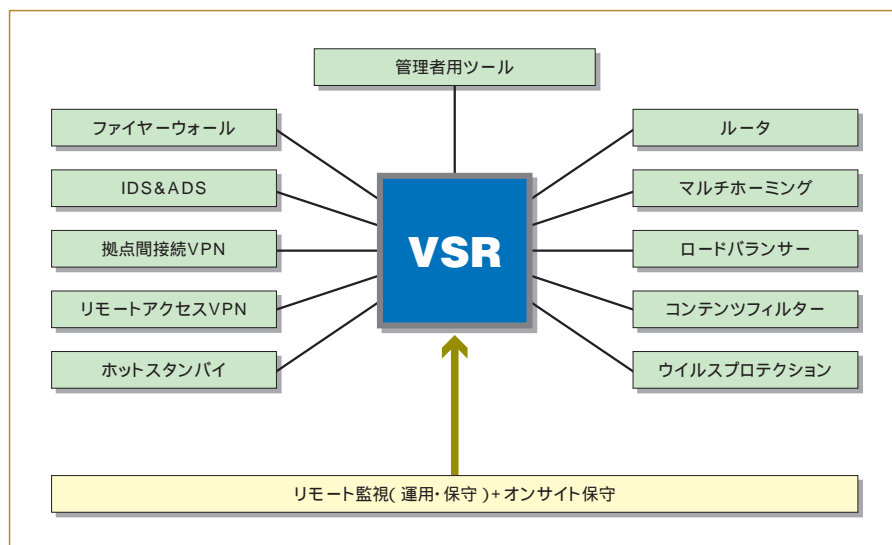 管理者用ツール
ファイヤーウォール
ルータ
IDS&ADS
マルチホーミング
拠点間接続VPN
VSR
ロードバランサー
リモートアクセスVPN
コンテンツフィルター
ホットスタンバイ
ウイルスプロテクション
リモート監視(運用・保守)+オンサイト保守